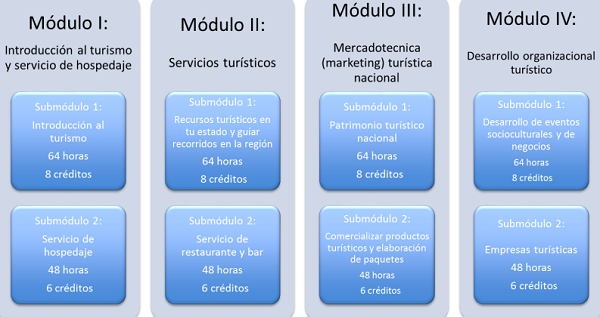 Módulo I:
Introducción al turismo
y servicio de hospedaje
Submódulo 1:
Introducción al
turismo
64 horas
8 créditos
Submódulo 2:
Servicio de
hospedaje
48 horas
6 créditos
Módulo II:
Servicios turísticos
Submódulo 1:
Recursos turísticos en
tu estado y guiar
recorridos en la región
64 horas
8 créditos
Submódulo 2:
Servicio de
restaurante y bar
48 horas
6 créditos
Módulo III:
Mercadotecnica
(marketing) turística
nacional
Submódulo 1:
Patrimonio turístico
nacional
64 horas
8 créditos
Submódulo 2:
Comercializar productos
turísticos y elaboración
de paquetes
48 horas
6 créditos
Módulo IV:
Desarrollo organizacional
turístico
Submódulo 1:
Desarrollo de eventos
socioculturales y de
negocios
64 horas
8 créditos
Submódulo 2:
Empresas turísticas
48 horas
6 créditos